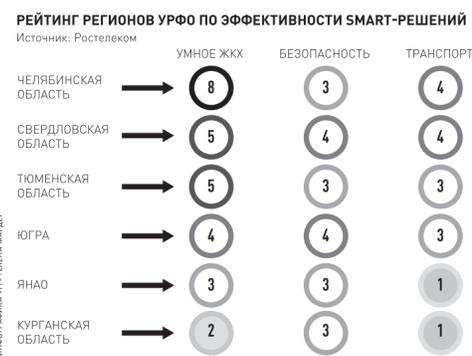 РЕЙТИНГ РЕГИОНОВ УРФО ПО ЭФФЕКТИВНОСТИ SMART-РЕШЕНИЙ
Источник: Ростелеком
УМНОЕ ЖКХ БЕЗОПАСНОСТЬ ТРАНСПОРТ
ЧЕЛЯБИНСКАЯ
ОБЛАСТЬ
8 3 4
СВЕРДЛОВСКАЯ
ОБЛАСТЬ
5 4 4
ТЮМЕНСКАЯ
ОБЛАСТЬ
5 3 3
ЮГРА
4 4 3
ЯНАО
3 3 1
КУРГАНСКАЯ
ОБЛАСТЬ
2 3 1